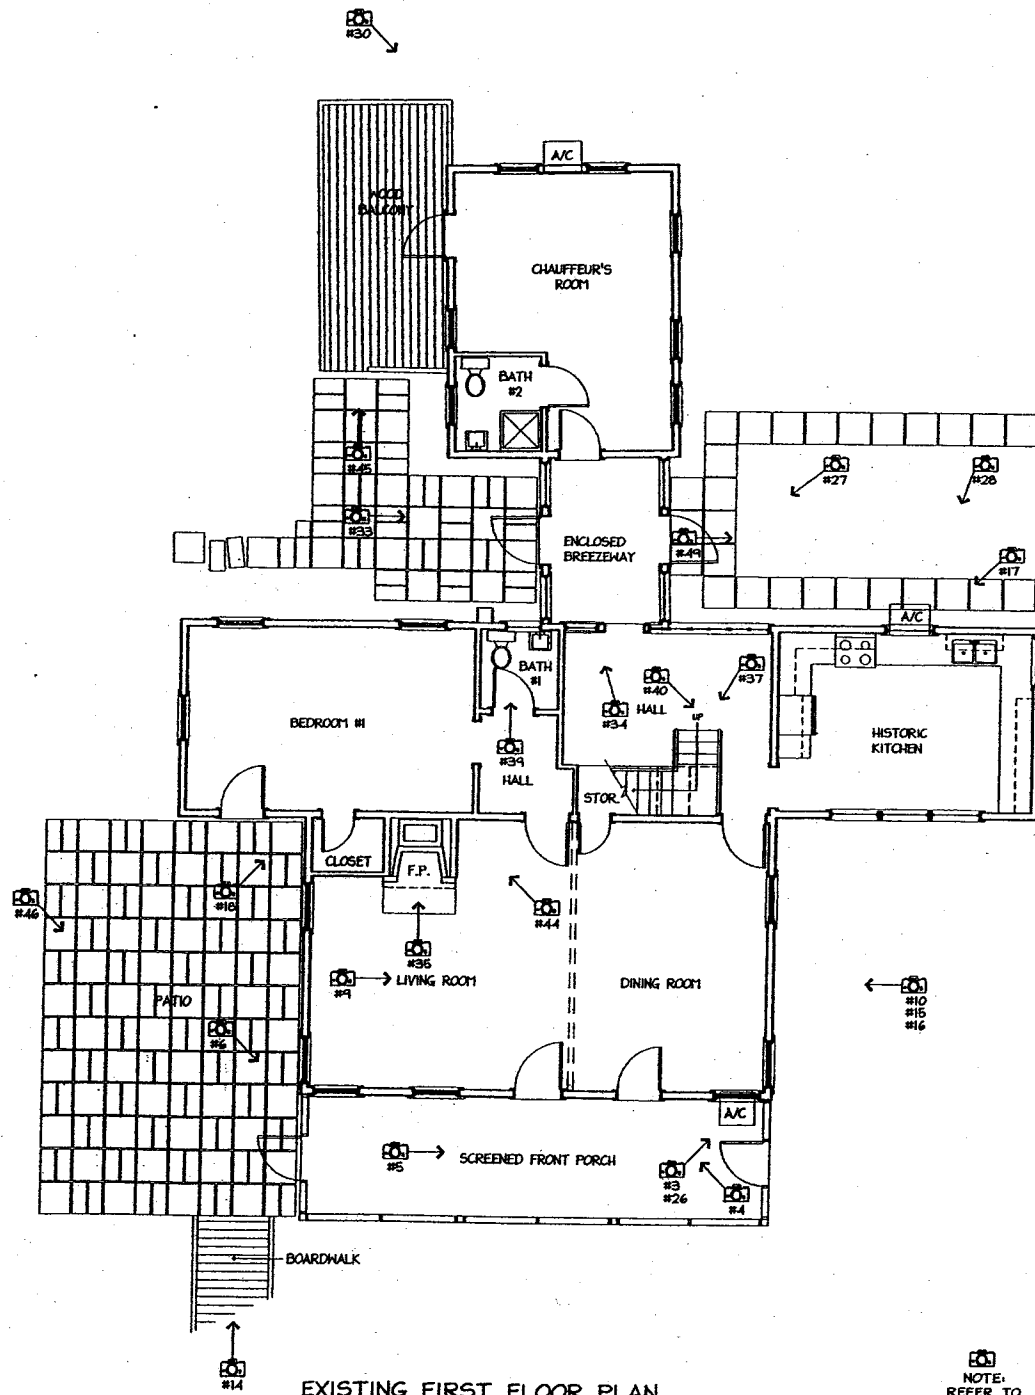 #30
A/C
WOOD
BALCONY
CHAUFFEUR'S
ROOM
BATH
#2
#45
#27
#28
#33
ENCLOSED
BREEZEWAY
#49
#17
A/C
BATH
#1
#40
#37
#34
HALL
UP
BEDROOM #1
#39
HALL
HISTORIC
KITCHEN
STOR.
CLOSET
F.P.
#18
#46
#44
#35
#9
LIVING ROOM
DINING ROOM
PATIO
#6
#10
#15
#16
A/C
#5
SCREENED FRONT PORCH
#3
#26
#4
BOARDWALK
#14
EXISTING FIRST FLOOR PLAN
NOTE:
REFER TO